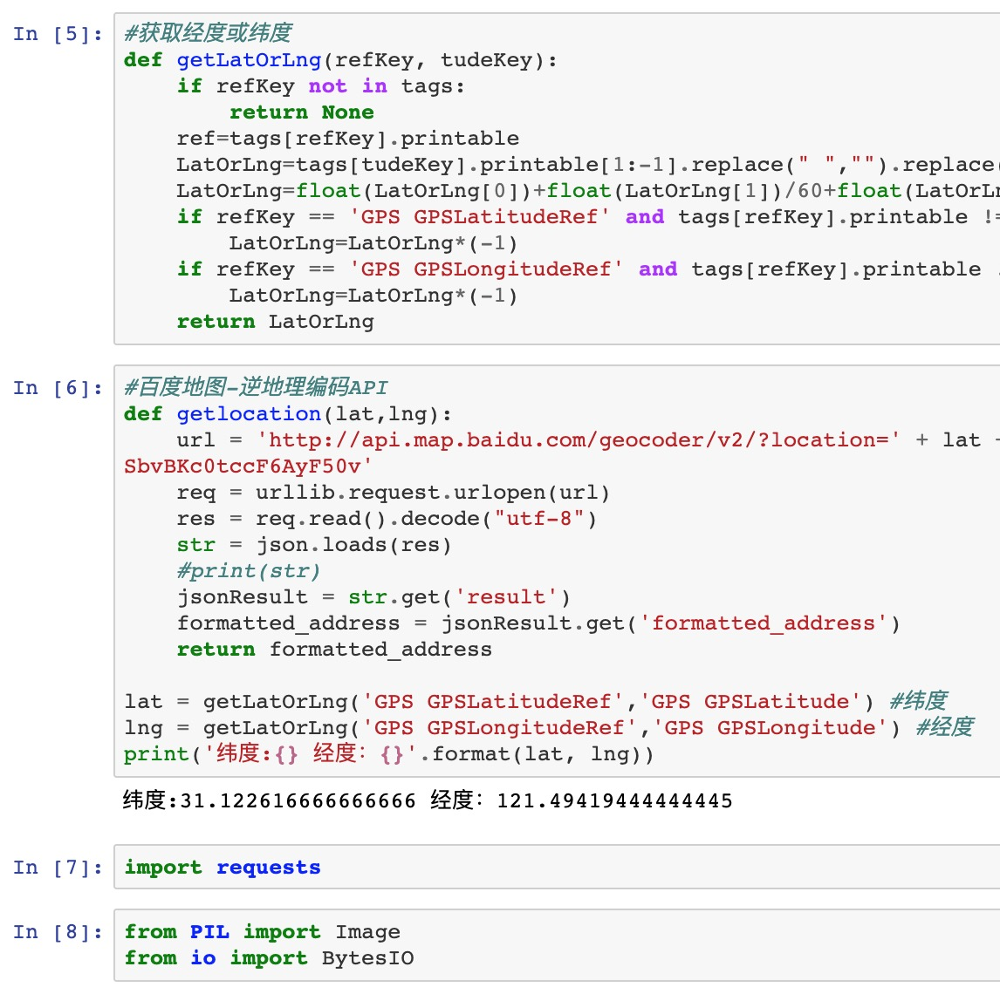 In [5]:
#获取经度或纬度
def getLatOrLng(refKey, tudeKey):
    if refKey not in tags:
        return None
    ref=tags[refKey].printable
    LatOrLng=tags[tudeKey].printable[1:-1].replace(" ","").replace(
    LatOrLng=float(LatOrLng[0])+float(LatOrLng[1])/60+float(LatOrLn
    if refKey == 'GPS GPSLatitudeRef' and tags[refKey].printable !=
        LatOrLng=LatOrLng*(-1)
    if refKey == 'GPS GPSLongitudeRef' and tags[refKey].printable
        LatOrLng=LatOrLng*(-1)
    return LatOrLng
In [6]:
#百度地图-逆地理编码API
def getlocation(lat,lng):
    url = 'http://api.map.baidu.com/geocoder/v2/?location=' + lat
SbvBKc0tccF6AyF50v'
    req = urllib.request.urlopen(url)
    res = req.read().decode("utf-8")
    str = json.loads(res)
    #print(str)
    jsonResult = str.get('result')
    formatted_address = jsonResult.get('formatted_address')
    return formatted_address
lat = getLatOrLng('GPS GPSLatitudeRef','GPS GPSLatitude') #纬度
lng = getLatOrLng('GPS GPSLongitudeRef','GPS GPSLongitude') #经度
print('纬度:{} 经度: {}'.format(lat, lng))
纬度:31.122616666666666 经度: 121.49419444444445
In [7]:
import requests
In [8]:
from PIL import Image
from io import BytesIO